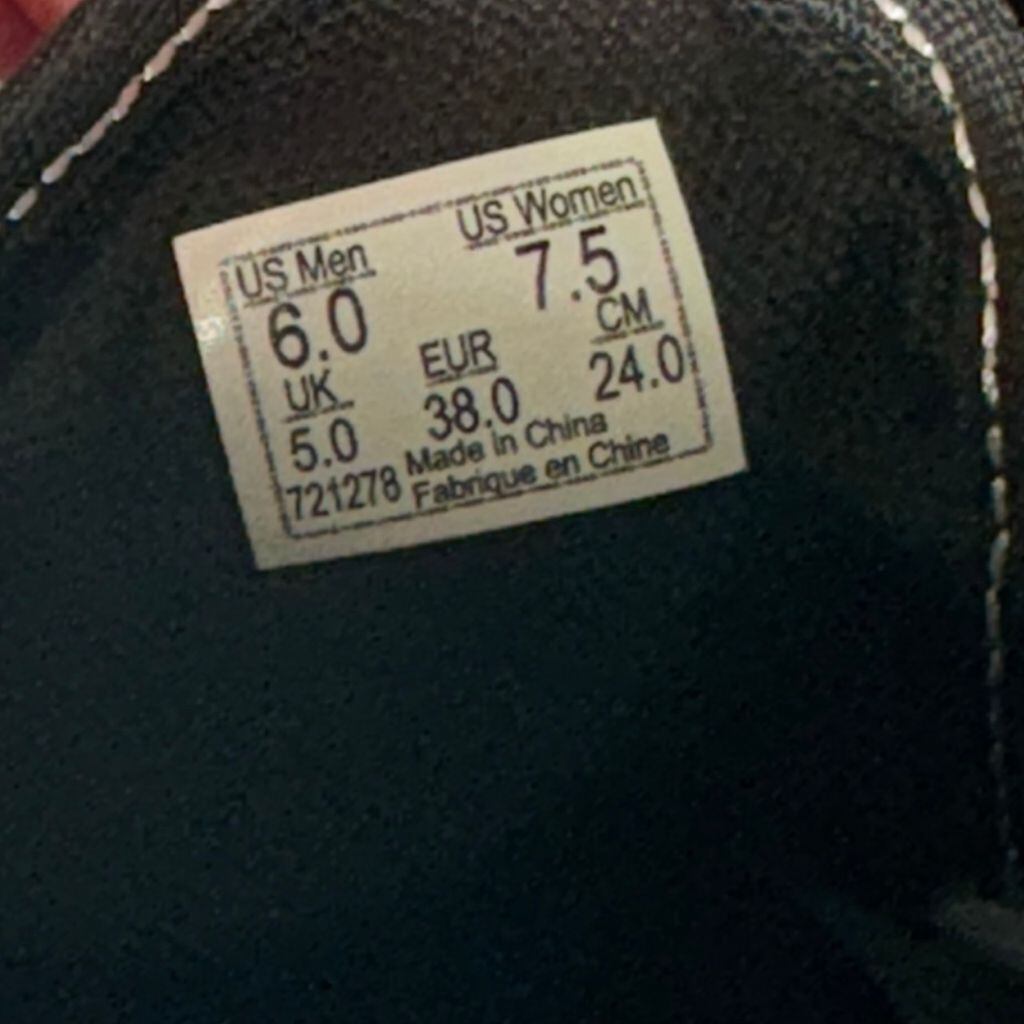 US Men US Women
6.0 7.5
UK EUR CM
5.0 38.0 24.0
721278 Made in China
Fabrique en Chine